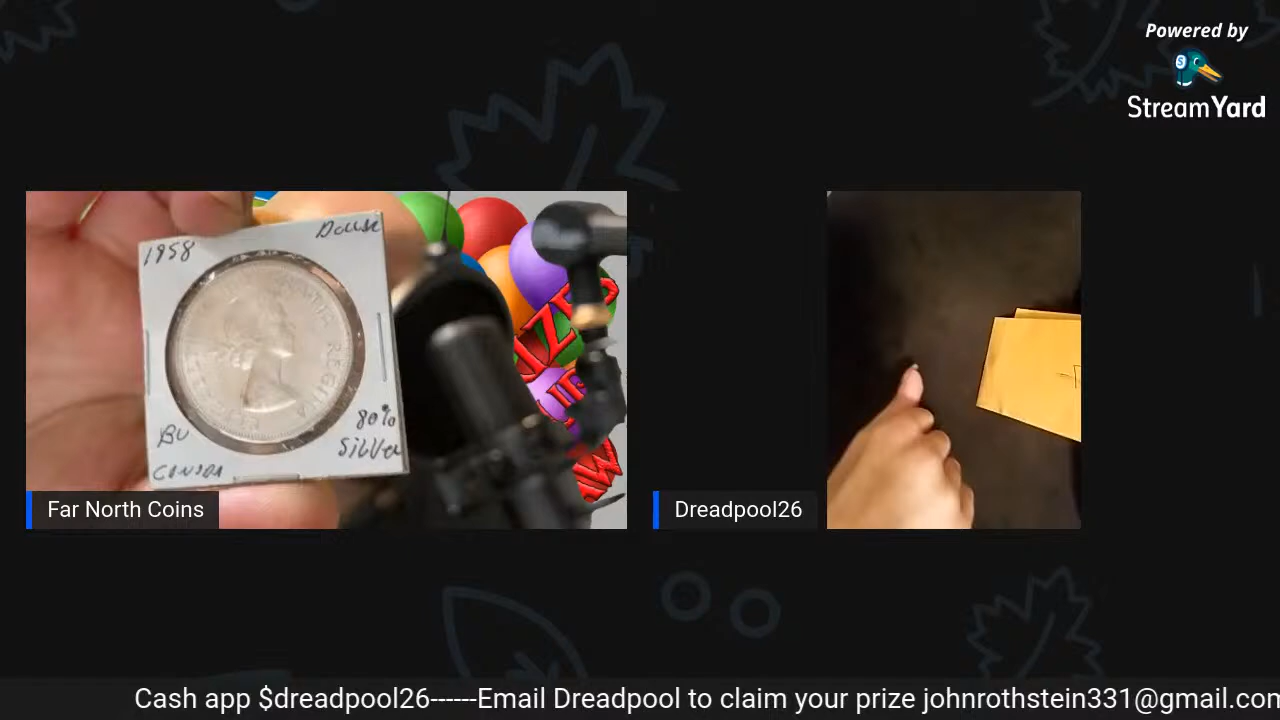 Powered by
StreamYard
1958
Dollar
REGINA
BU
80%
SILVER
CANADA
Far North Coins
Dreadpool26
Cash app $dreadpool26------Email Dreadpool to claim your prize johnrothstein331@gmail.com